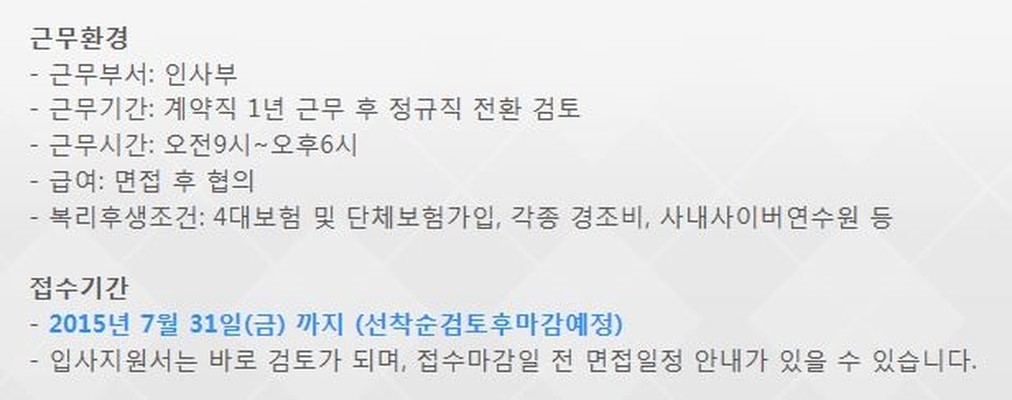 근무환경
- 근무부서: 인사부
- 근무기간: 계약직 1년 근무 후 정규직 전환 검토
- 근무시간: 오전9시~오후6시
- 급여: 면접 후 협의
- 복리후생조건: 4대보험 및 단체보험가입, 각종 경조비, 사내사이버연수원 등
접수기간
- 2015년 7월 31일(금) 까지 (선착순검토후마감예정)
- 입사지원서는 바로 검토가 되며, 접수마감일 전 면접일정 안내가 있을 수 있습니다.